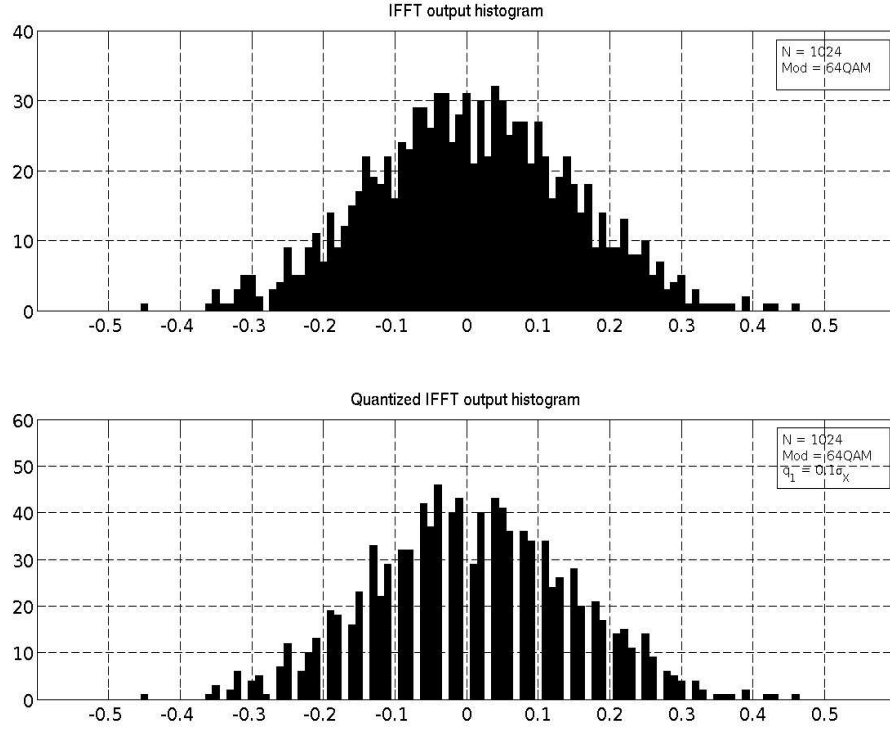 IFFT output histogram
40
30
20
10
0
N = 1024
Mod = 64QAM
-0.5 -0.4 -0.3 -0.2 -0.1 0 0.1 0.2 0.3 0.4 0.5
Quantized IFFT output histogram
60
50
40
30
20
10
0
N = 1024
Mod = 64QAM
q₁ = 0.1σₓ
-0.5 -0.4 -0.3 -0.2 -0.1 0 0.1 0.2 0.3 0.4 0.5